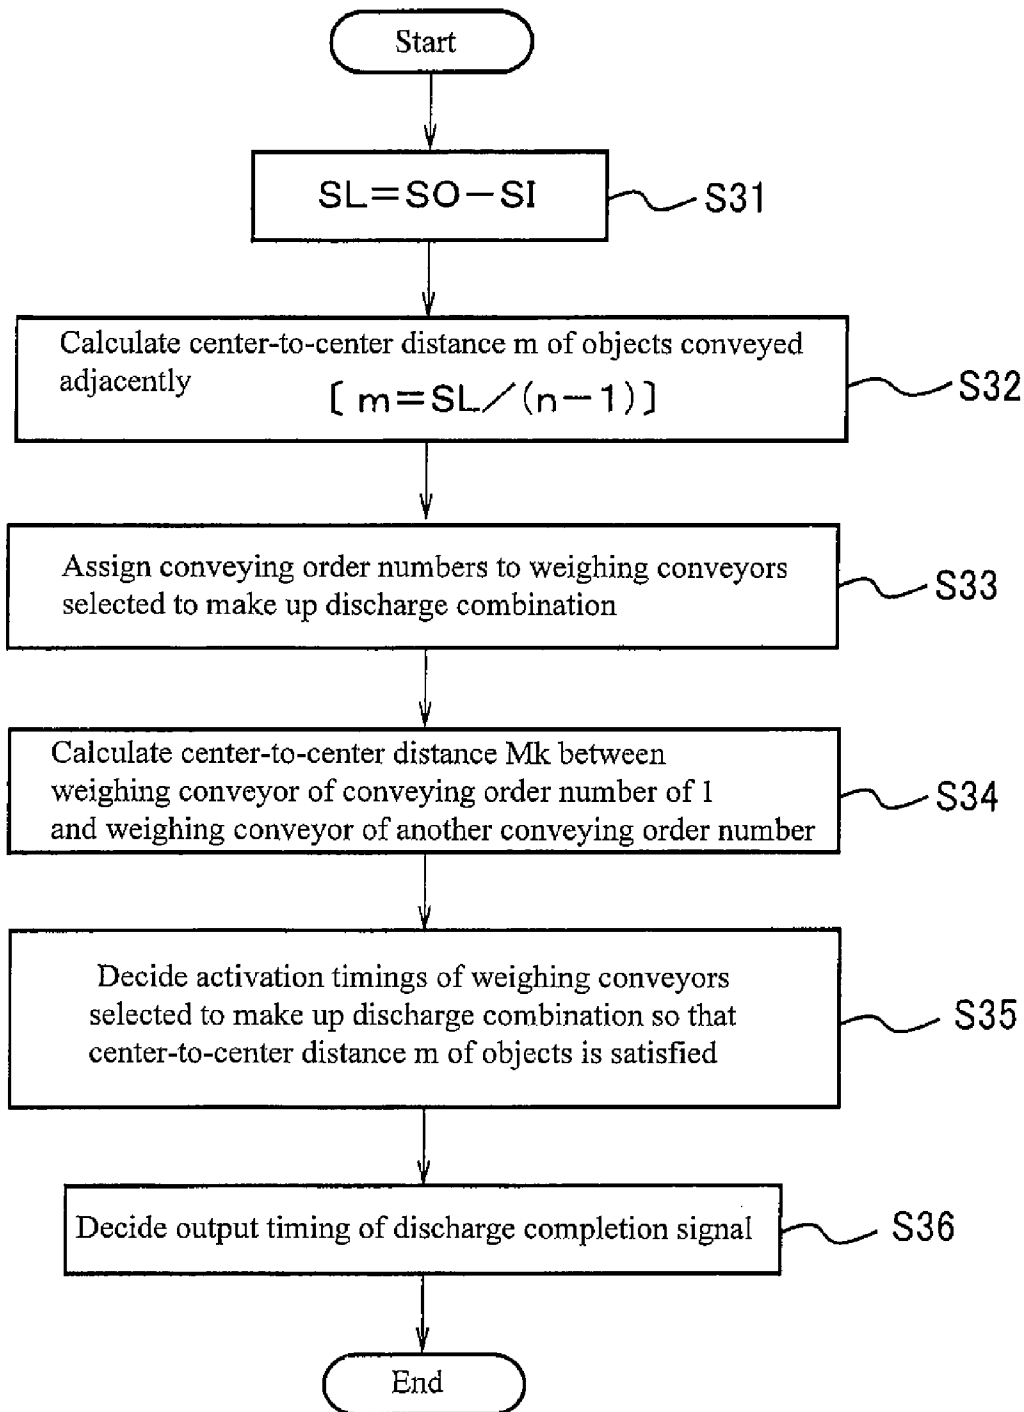 Start
SL=SO-SI
S31
Calculate center-to-center distance m of objects conveyed
adjacently
[ m=SL/(n-1)]
S32
Assign conveying order numbers to weighing conveyors
selected to make up discharge combination
S33
Calculate center-to-center distance Mk between
weighing conveyor of conveying order number of 1
and weighing conveyor of another conveying order number
S34
Decide activation timings of weighing conveyors
selected to make up discharge combination so that
center-to-center distance m of objects is satisfied
S35
Decide output timing of discharge completion signal
S36
End